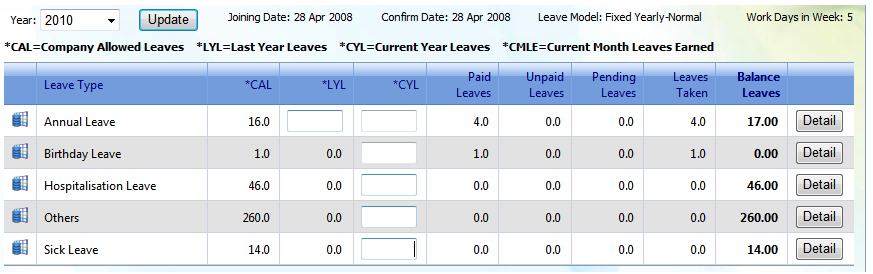 Year: 2010 Update Joining Date: 28 Apr 2008 Confirm Date: 28 Apr 2008 Leave Model: Fixed Yearly-Normal Work Days in Week: 5
*CAL=Company Allowed Leaves *LYL=Last Year Leaves *CYL=Current Year Leaves *CMLE=Current Month Leaves Earned
Leave Type *CAL *LYL *CYL Paid Leaves Unpaid Leaves Pending Leaves Leaves Taken Balance Leaves
Annual Leave 16.0 4.0 0.0 0.0 4.0 17.00 Detail
Birthday Leave 1.0 0.0 1.0 0.0 0.0 1.0 0.00 Detail
Hospitalisation Leave 46.0 0.0 0.0 0.0 0.0 0.0 46.00 Detail
Others 260.0 0.0 0.0 0.0 0.0 0.0 260.00 Detail
Sick Leave 14.0 0.0 0.0 0.0 0.0 0.0 14.00 Detail